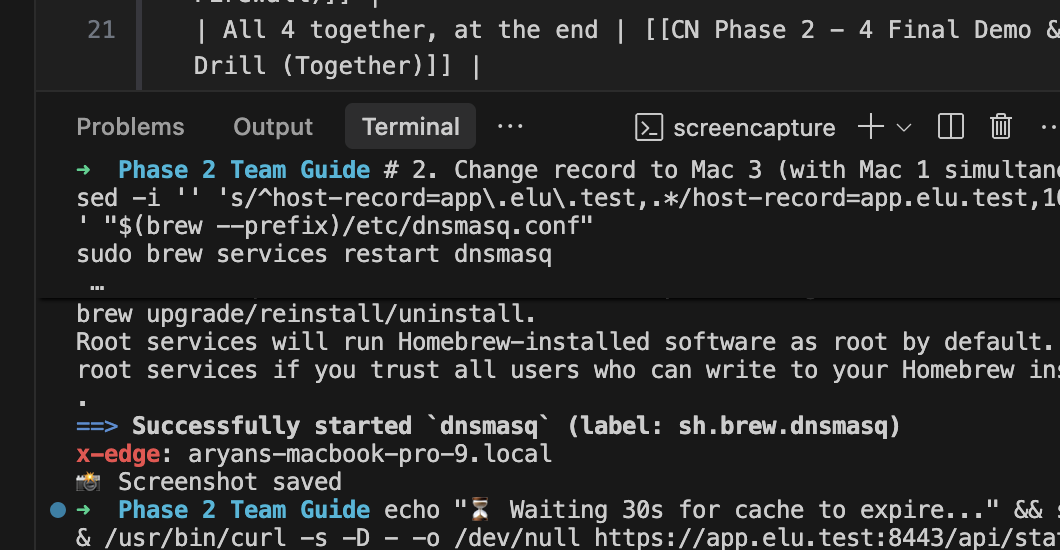 21 | All 4 together, at the end | [[CN Phase 2 - 4 Final Demo &
Drill (Together)]] |
Problems Output Terminal ... screencapture
→ Phase 2 Team Guide # 2. Change record to Mac 3 (with Mac 1
sed -i '' 's/^host-record=app\.elu\.test,.*/host-record=app.elu.test,
' "$(brew --prefix)/etc/dnsmasq.conf"
sudo brew services restart dnsmasq
…
brew upgrade/reinstall/uninstall.
Root services will run Homebrew-installed software as root by default.
root services if you trust all users who can write to your Homebrew
.
==> Successfully started `dnsmasq` (label: sh.brew.dnsmasq)
x-edge: aryans-macbook-pro-9.local
📸 Screenshot saved
→ Phase 2 Team Guide echo "⏳ Waiting 30s for cache to expire..." &&
& /usr/bin/curl -s -D - -o /dev/null https://app.elu.test:8443/api/